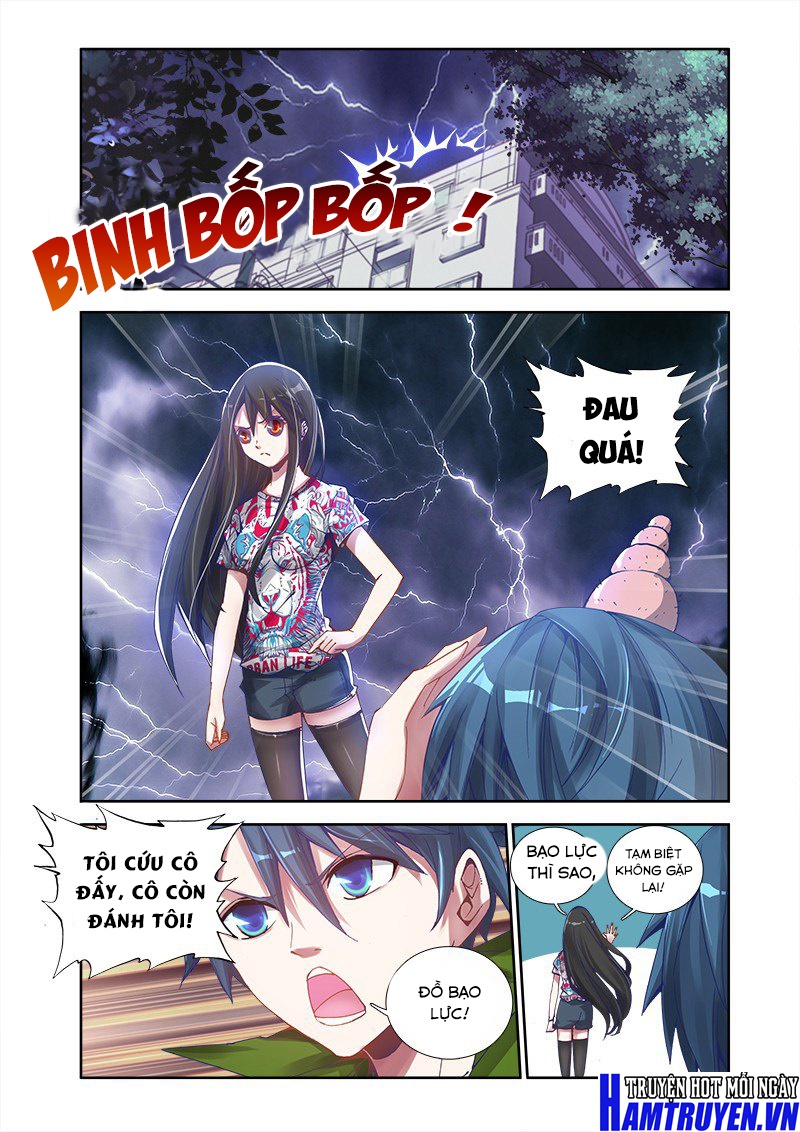 BINH BỐP BỐP !
ĐAU
QUÁ!
RBAN LIFE
TÔI CỨU CÔ
ĐẤY, CÔ CÒN
ĐÁNH TÔI!
ĐỒ BẠO
LỰC!
BẠO LỰC
THÌ SAO,
TẠM BIỆT
KHÔNG GẶP
LẠI!
TRUYỆN HOT MỖI NGÀY
HAMTRUYEN.VN